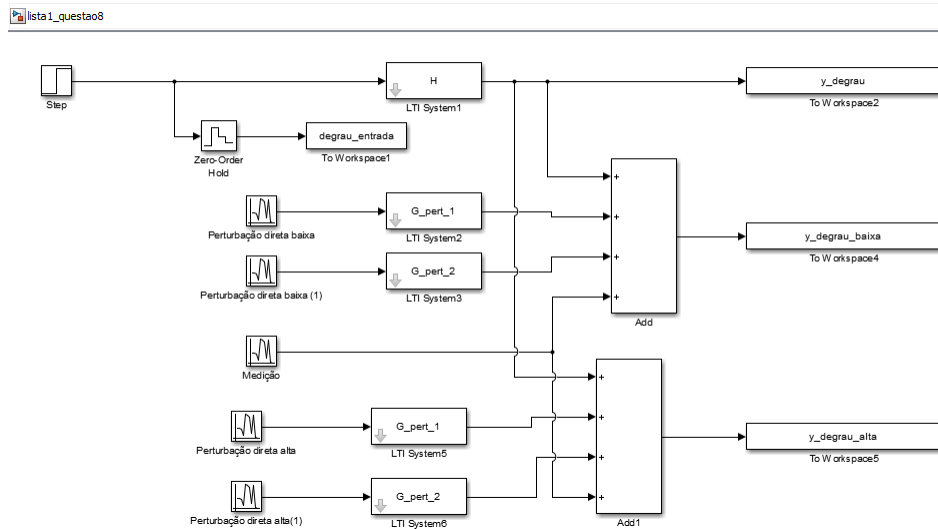 lista1_questao8
Step
H
LTI System1
y_degrau
To Workspace2
Zero-Order
Hold
degrau_entrada
To Workspace1
Perturbação direta baixa
G_pert_1
LTI System2
Perturbação direta baixa (1)
G_pert_2
LTI System3
+
+
+
+
Add
y_degrau_baixa
To Workspace4
Medição
Perturbação direta alta
G_pert_1
LTI System5
Perturbação direta alta(1)
G_pert_2
LTI System6
+
+
+
+
Add1
y_degrau_alta
To Workspace5